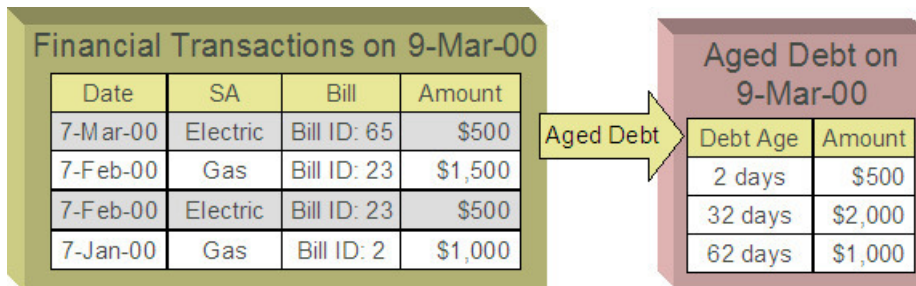 Financial Transactions on 9-Mar-00
Date SA Bill Amount
7-Mar-00 Electric Bill ID: 65 $500
7-Feb-00 Gas Bill ID: 23 $1,500
7-Feb-00 Electric Bill ID: 23 $500
7-Jan-00 Gas Bill ID: 2 $1,000
Aged Debt
Aged Debt on
9-Mar-00
Debt Age Amount
2 days $500
32 days $2,000
62 days $1,000